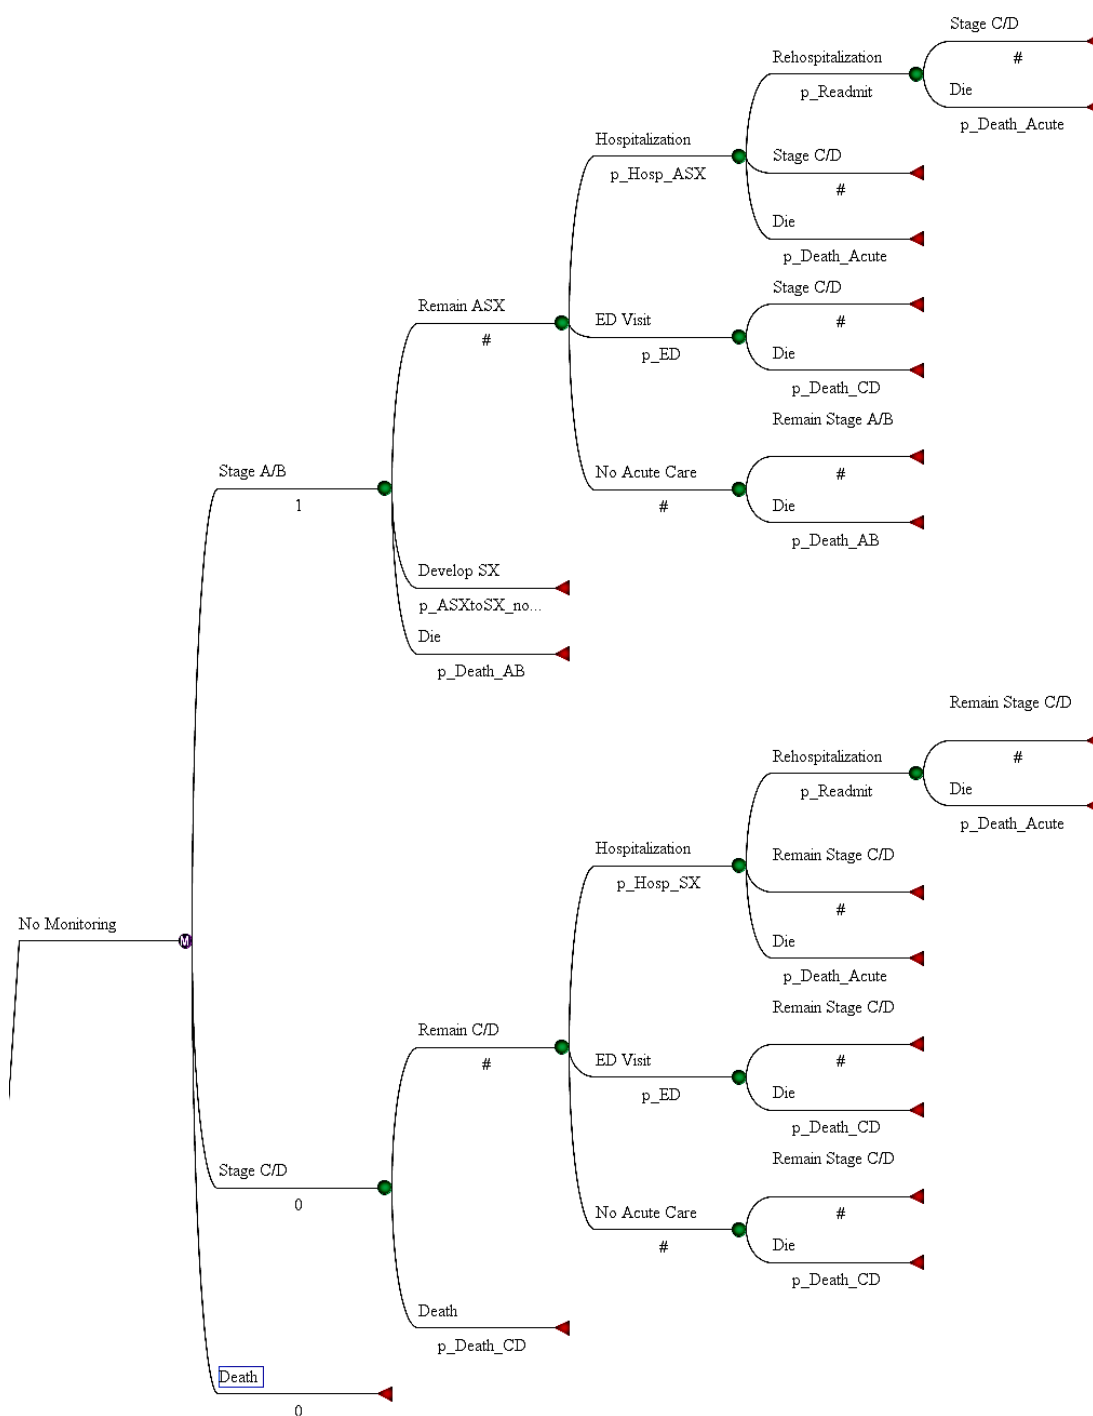 Stage C/D
#
Rehospitalization
p_Readmit
Die
p_Death_Acute
Hospitalization
p_Hosp_ASX
Stage C/D
#
Die
p_Death_Acute
Remain ASX
#
Stage C/D
#
ED Visit
p_ED
Die
p_Death_CD
Remain Stage A/B
#
Stage A/B
1
No Acute Care
#
Die
p_Death_AB
Develop SX
p_ASXtoSX_no...
Die
p_Death_AB
Remain Stage C/D
#
Rehospitalization
p_Readmit
Die
p_Death_Acute
Hospitalization
p_Hosp_SX
Remain Stage C/D
#
Die
p_Death_Acute
No Monitoring
M
Remain C/D
#
Remain Stage C/D
#
ED Visit
p_ED
Die
p_Death_CD
Remain Stage C/D
#
Stage C/D
0
No Acute Care
#
Die
p_Death_CD
Death
p_Death_CD
Death
0